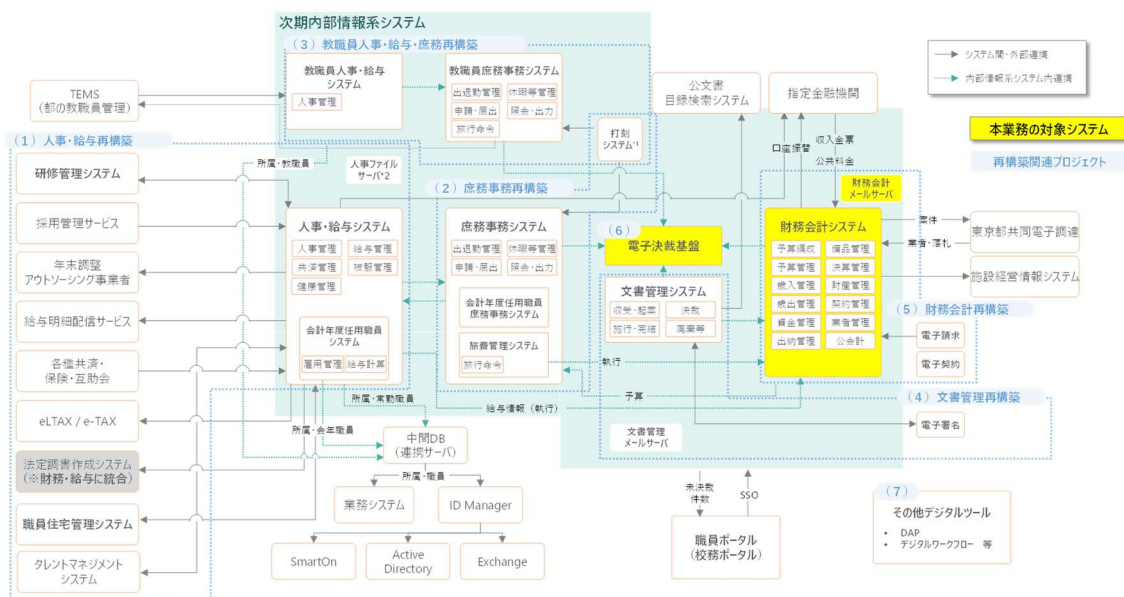 次期内部情報系システム
（３）教職員人事・給与・庶務再構築
教職員人事・給与
システム
人事管理
教職員庶務事務システム
出退勤管理
休暇等管理
申請・届出
照会・出力
旅行命令
公文書
目録検索システム
指定金融機関
システム間・外部連携
内部情報系システム内連携
本業務の対象システム
再構築関連プロジェクト
TEMS
（都の教職員管理）
（１）人事・給与再構築
所属・教職員
人事ファイル
サーバ*2
打刻
システム*1
（２）庶務事務再構築
口座振替
収入金票
公共料金
財務会計
メールサーバ
研修管理システム
採用管理サービス
年末調整
アウトソーシング事業者
給与明細配信サービス
各種共済・
保険・互助会
eLTAX / e-TAX
法定調書作成システム
（※財務・給与に統合）
職員住宅管理システム
タレントマネジメント
システム
人事・給与システム
人事管理
給与管理
共済管理
被服管理
健康管理
会計年度任用職員
システム
雇用管理
給与計算
庶務事務システム
出退勤管理
休暇等管理
申請・届出
照会・出力
会計年度任用職員
庶務事務システム
旅費管理システム
旅行命令
（６）
電子決裁基盤
文書管理システム
収受・起案
決裁
施行・完結
廃棄等
財務会計システム
予算編成
備品管理
予算管理
決算管理
歳入管理
財産管理
歳出管理
契約管理
資金管理
業者管理
出納管理
公会計
案件
業者・落札
東京都共同電子調達
施設経営情報システム
（５）財務会計再構築
電子請求
電子契約
執行
予算
給与情報（執行）
（４）文書管理再構築
文書管理
メールサーバ
電子署名
所属・常勤職員
所属・会年職員
中間DB
（連携サーバ）
所属・職員
業務システム
ID Manager
SmartOn
Active
Directory
Exchange
未決裁
件数
SSO
職員ポータル
（校務ポータル）
（７）
その他デジタルツール
• DAP
• デジタルワークフロー 等